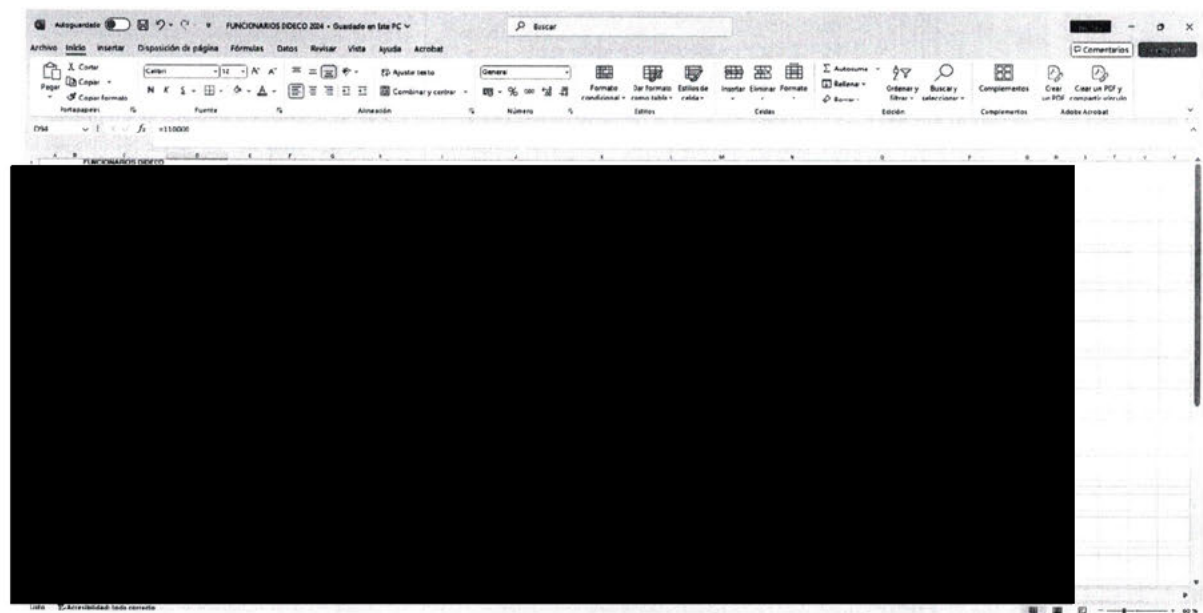 Autoguardado FUNCIONARIOS DIDECO 2024 • Guardado en Este PC Buscar
Archivo Inicio Insertar Disposición de página Fórmulas Datos Revisar Vista Ayuda Acrobat Comentarios
Cortar
Copiar
Copiar formato
Pegar
Portapapeles
Calibri 12
N K S
Fuente
Ajustar texto
Combinar y centrar
Alineación
General
% 000
Número
Formato condicional Dar formato como tabla Estilos de celda
Estilos
Insertar Eliminar Formato
Celdas
Autosuma
Rellenar
Borrar
Ordenar y filtrar Buscar y seleccionar
Edición
Complementos
Complementos
Crear un PDF Crear un PDF y compartir vínculo
Adobe Acrobat
D94 fx
FUNCIONARIOS DIDECO
Listo Accesibilidad: todo correcto